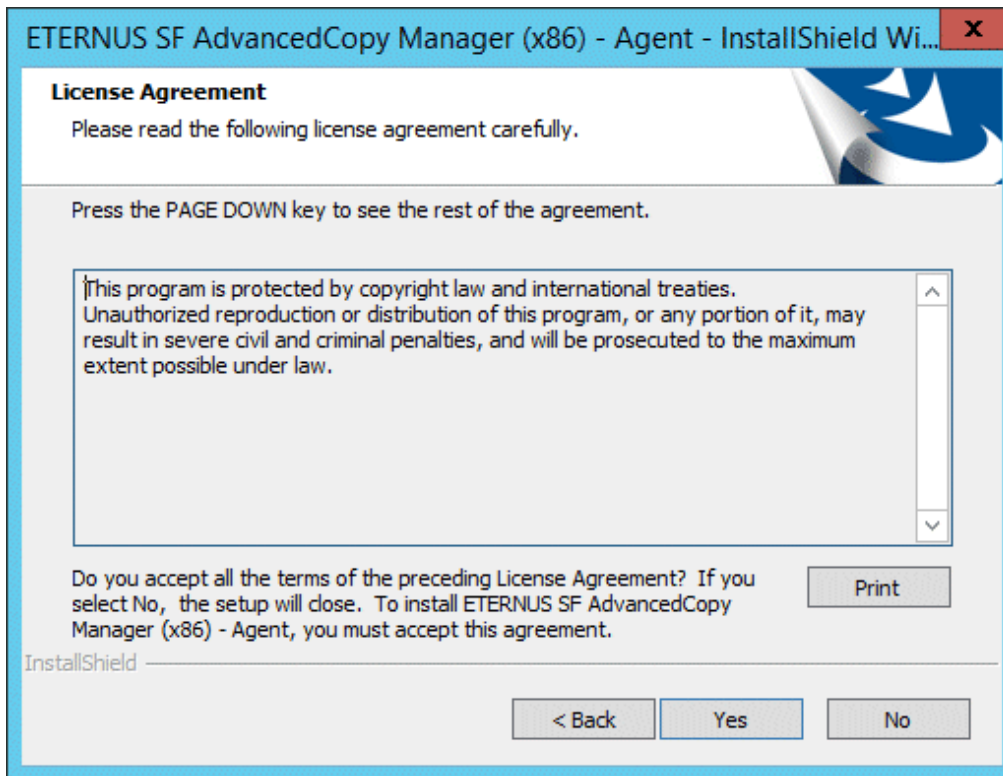 ETERNUS SF AdvancedCopy Manager (x86) - Agent - InstallShield Wi...
x
License Agreement
Please read the following license agreement carefully.
Press the PAGE DOWN key to see the rest of the agreement.
This program is protected by copyright law and international treaties.
Unauthorized reproduction or distribution of this program, or any portion of it, may
result in severe civil and criminal penalties, and will be prosecuted to the maximum
extent possible under law.
Do you accept all the terms of the preceding License Agreement?  If you
select No,  the setup will close.  To install ETERNUS SF AdvancedCopy
Manager (x86) - Agent, you must accept this agreement.
Print
InstallShield
< Back
Yes
No